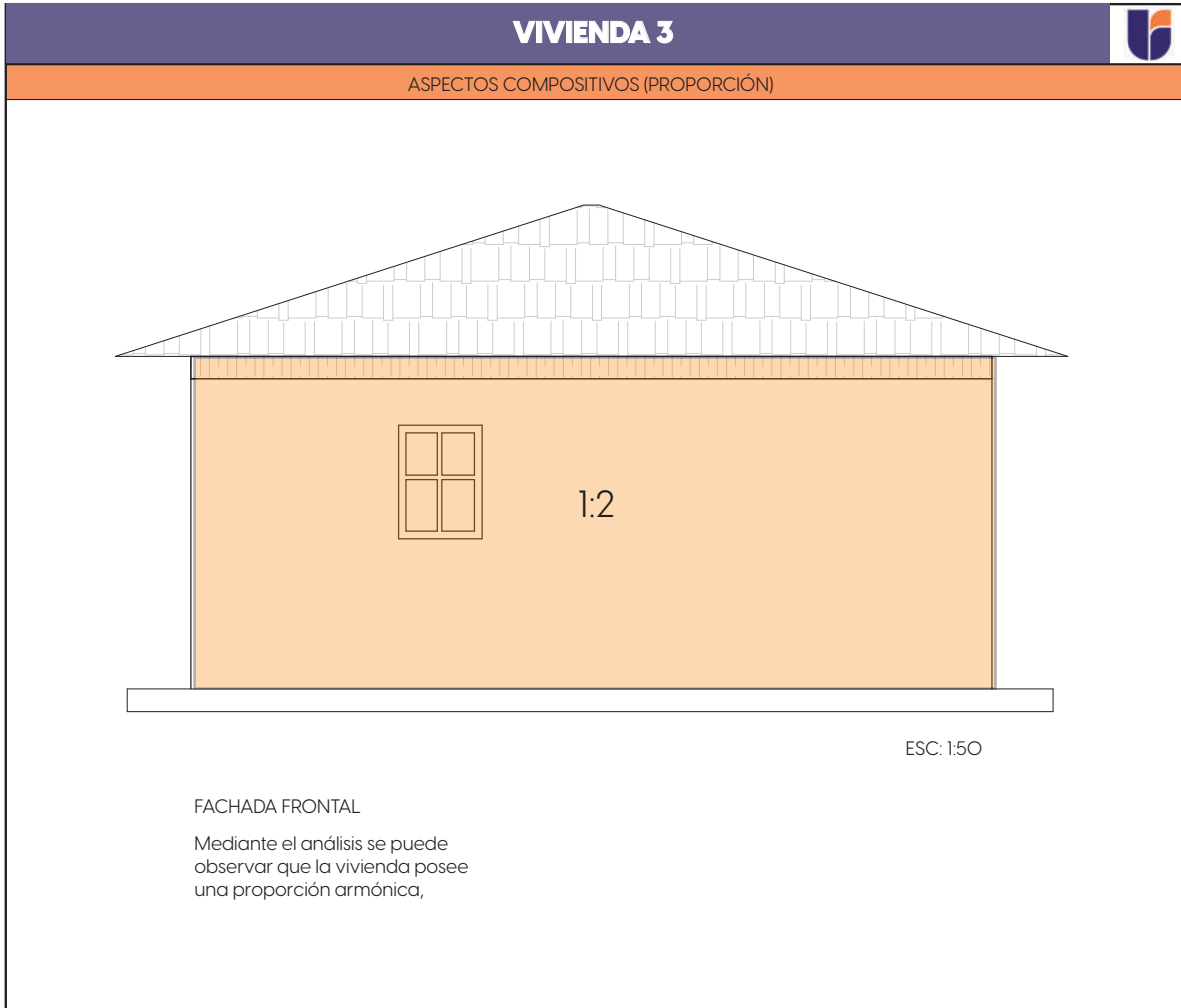 VIVIENDA 3
ASPECTOS COMPOSITIVOS (PROPORCIÓN)
1:2
ESC: 1:50
FACHADA FRONTAL
Mediante el análisis se puede
observar que la vivienda posee
una proporción armónica,